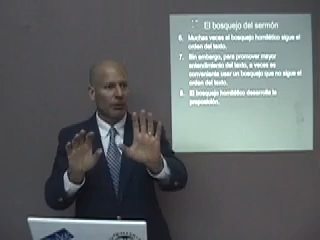 El bosquejo del sermón
6. Muchas veces el bosquejo homilético sigue el
orden del texto.
7. Sin embargo, para promover mayor
entendimiento del texto, a veces es
conveniente usar un bosquejo que no sigue el
orden del texto.
8. El bosquejo homilético desarrolla la
proposición.